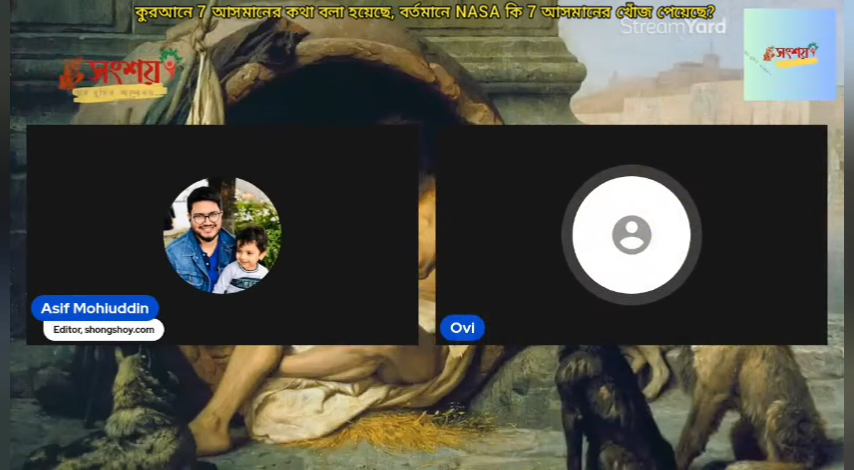 কুরআনে 7 আসমানের কথা বলা হয়েছে, বর্তমানে NASA কি 7 আসমানের খোঁজ পেয়েছে?
StreamYard
সংশয়
সংশয়
Asif Mohiuddin
Editor, shongshoy.com
Ovi